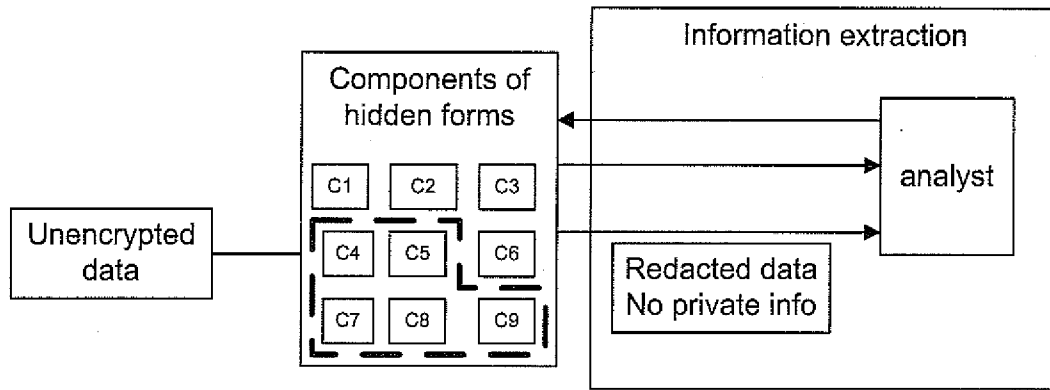 Information extraction
Components of
hidden forms
C1 C2 C3
analyst
Unencrypted
data
C4 C5 C6
Redacted data
No private info
C7 C8 C9